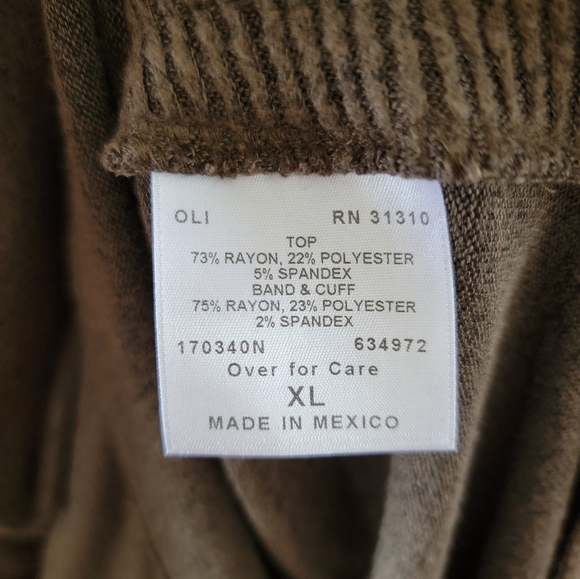 OLI RN 31310
TOP
73% RAYON, 22% POLYESTER
5% SPANDEX
BAND & CUFF
75% RAYON, 23% POLYESTER
2% SPANDEX
170340N 634972
Over for Care
XL
MADE IN MEXICO